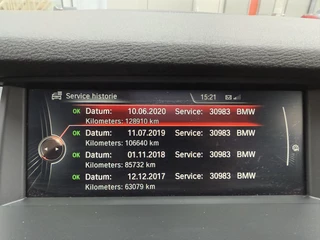 Service historie 15:21
OK Datum: 10.06.2020 Service: 30983 BMW
Kilometers: 128910 km
OK Datum: 11.07.2019 Service: 30983 BMW
Kilometers: 106640 km
OK Datum: 01.11.2018 Service: 30983 BMW
Kilometers: 85732 km
OK Datum: 12.12.2017 Service: 30983 BMW
Kilometers: 63079 km